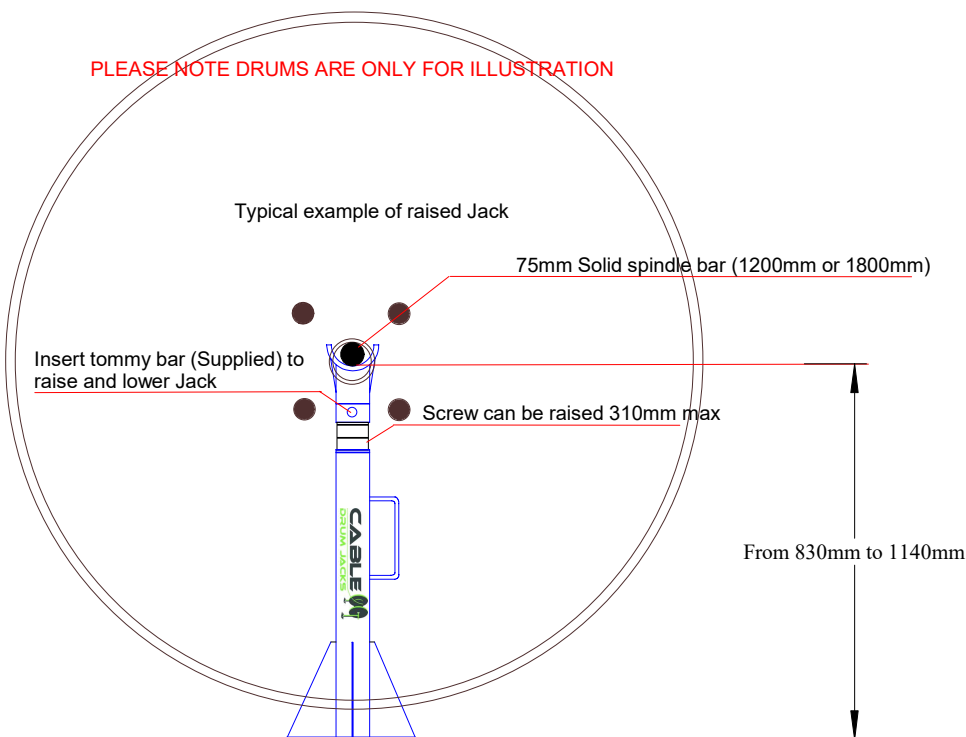 PLEASE NOTE DRUMS ARE ONLY FOR ILLUSTRATION
Typical example of raised Jack
75mm Solid spindle bar (1200mm or 1800mm)
Insert tommy bar (Supplied) to
raise and lower Jack
Screw can be raised 310mm max
CABLE
DRUM JACKS
From 830mm to 1140mm